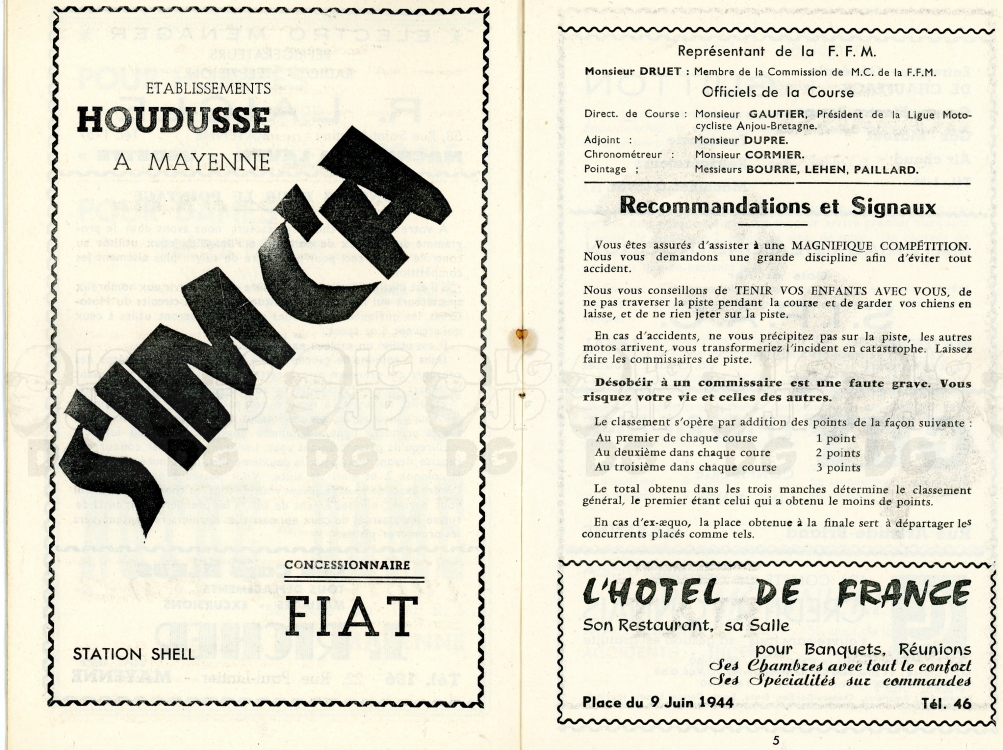 ETABLISSEMENTS
HOUDUSSE
A MAYENNE
SIMCA
CONCESSIONNAIRE
FIAT
STATION SHELL
Représentant de la F. F. M.
Monsieur DRUET : Membre de la Commission de M.C. de la F.F.M.
Officiels de la Course
Direct. de Course : Monsieur GAUTIER, Président de la Ligue Moto-
cycliste Anjou-Bretagne.
Adjoint : Monsieur DUPRE.
Chronométreur : Monsieur CORMIER.
Pointage : Messieurs BOURRE, LEHEN, PAILLARD.
Recommandations et Signaux
Vous êtes assurés d'assister à une MAGNIFIQUE COMPÉTITION.
Nous vous demandons une grande discipline afin d'éviter tout
accident.
Nous vous conseillons de TENIR VOS ENFANTS AVEC VOUS, de
ne pas traverser la piste pendant la course et de garder vos chiens en
laisse, et de ne rien jeter sur la piste.
En cas d'accidents, ne vous précipitez pas sur la piste, les autres
motos arrivent, vous transformeriez l'incident en catastrophe. Laissez
faire les commissaires de piste.
Désobéir à un commissaire est une faute grave. Vous
risquez votre vie et celles des autres.
Le classement s'opère par addition des points de la façon suivante :
Au premier de chaque course 1 point
Au deuxième dans chaque coure 2 points
Au troisième dans chaque course 3 points
Le total obtenu dans les trois manches détermine le classement
général, le premier étant celui qui a obtenu le moins de points.
En cas d'ex-æquo, la place obtenue à la finale sert à départager les
concurrents placés comme tels.
L'HOTEL DE FRANCE
Son Restaurant, sa Salle
pour Banquets, Réunions
Ses Chambres avec tout le confort
Ses Spécialités sur commandes
Place du 9 Juin 1944 Tél. 46
5
LG JP DG